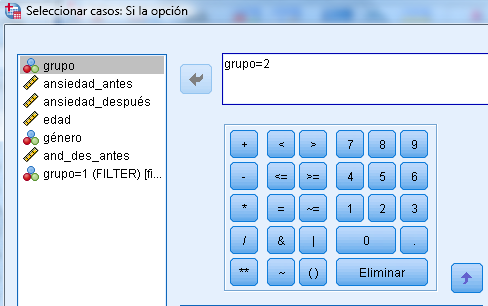 Seleccionar casos: Si la opción
grupo
ansiedad_antes
ansiedad_después
edad
género
and_des_antes
grupo=1 (FILTER) [fi...
grupo=2
+ < > 7 8 9
- <= >= 4 5 6
* = ~= 1 2 3
/ & | 0 .
** ~ () Eliminar